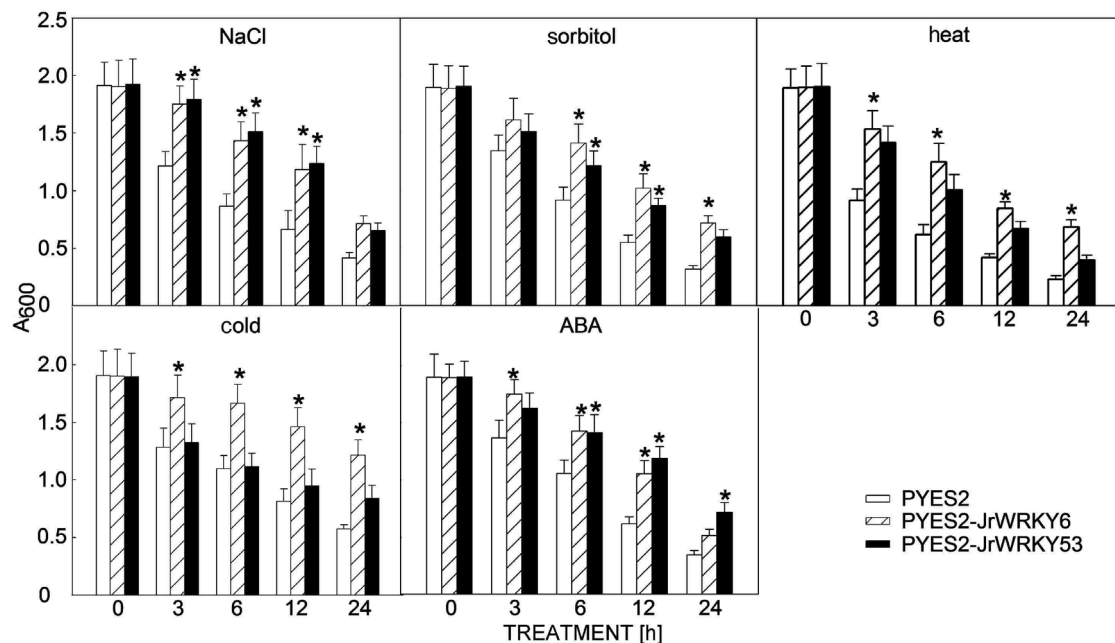 NaCl sorbitol heat
2.5
2.0
1.5
1.0
0.5
0
* * * * * *
* * * * *
* * * *
0 3 6 12 24
A600
cold ABA
2.0
1.5
1.0
0.5
0
* * * *
* * * * * *
0 3 6 12 24 0 3 6 12 24
TREATMENT [h]
PYES2
PYES2-JrWRKY6
PYES2-JrWRKY53